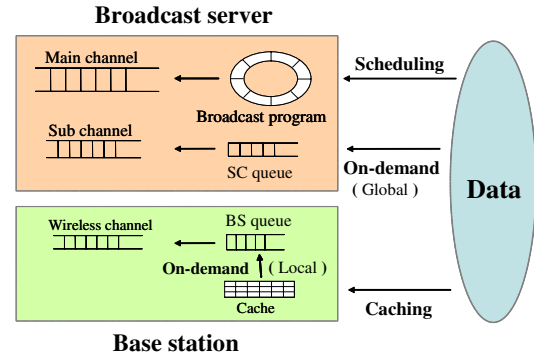 Broadcast server
Main channel
Scheduling
Broadcast program
Sub channel
SC queue
On-demand
( Global )
Data
Wireless channel
BS queue
On-demand
( Local )
Cache
Caching
Base station